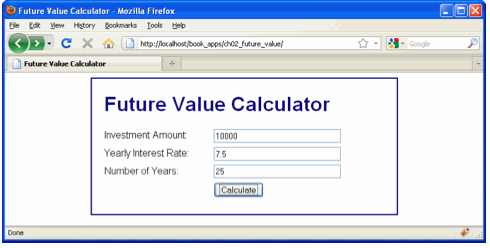 Future Value Calculator - Mozilla Firefox
File Edit View History Bookmarks Tools Help
http://localhost/book_apps/ch02_future_value/ Google
Future Value Calculator
Future Value Calculator
Investment Amount: 10000
Yearly Interest Rate: 7.5
Number of Years: 25
Calculate
Done